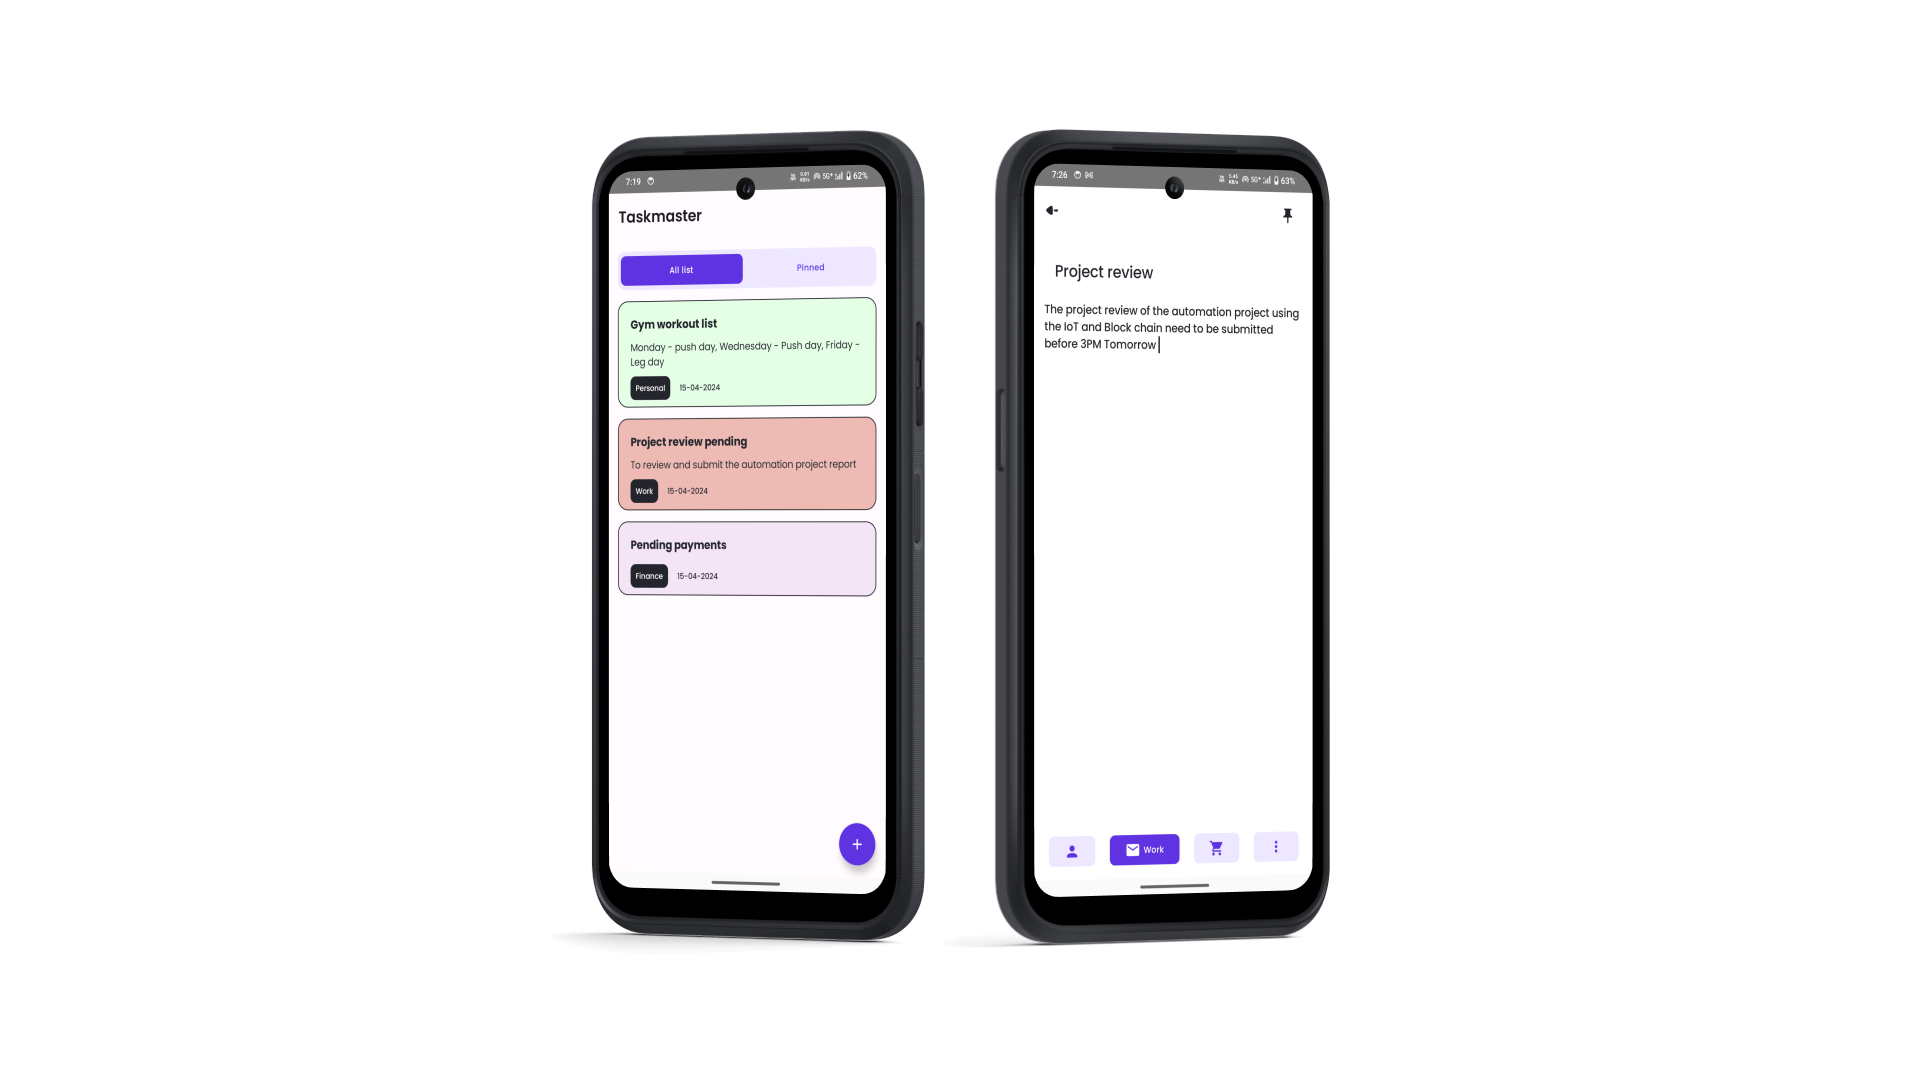 7:19
5G+ 62%
Taskmaster
All list
Pinned
Gym workout list
Monday - push day, Wednesday - Push day, Friday -
Leg day
Personal
15-04-2024
Project review pending
To review and submit the automation project report
Work
15-04-2024
Pending payments
Finance
15-04-2024
+
7:26
5G+ 63%
Project review
The project review of the automation project using
the IoT and Block chain need to be submitted
before 3PM Tomorrow
Work